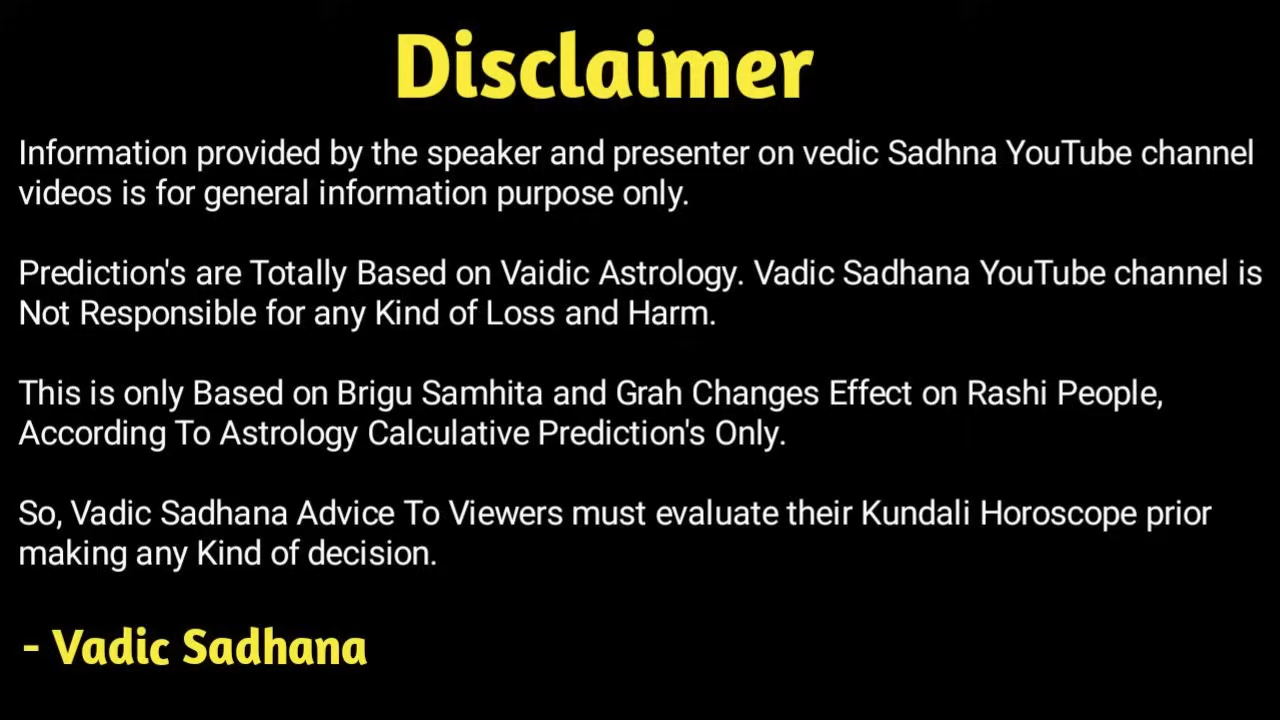 Disclaimer
Information provided by the speaker and presenter on vedic Sadhna YouTube channel
videos is for general information purpose only.
Prediction's are Totally Based on Vaidic Astrology. Vadic Sadhana YouTube channel is
Not Responsible for any Kind of Loss and Harm.
This is only Based on Brigu Samhita and Grah Changes Effect on Rashi People,
According To Astrology Calculative Prediction's Only.
So, Vadic Sadhana Advice To Viewers must evaluate their Kundali Horoscope prior
making any Kind of decision.
- Vadic Sadhana